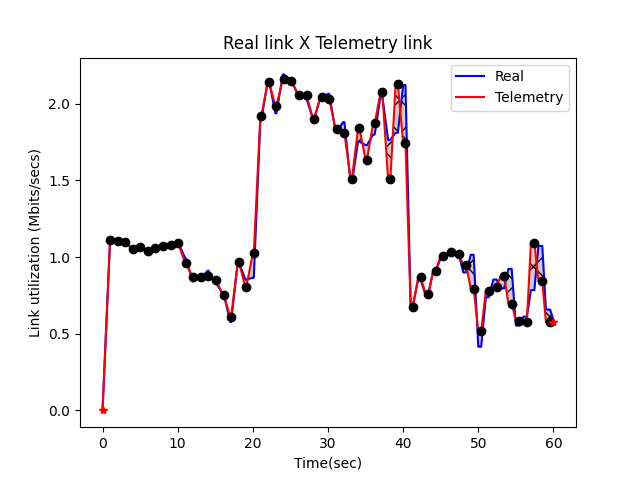 Real link X Telemetry link
Real
Telemetry
Link utilization (Mbits/secs)
2.0
1.5
1.0
0.5
0.0
0 10 20 30 40 50 60
Time(sec)